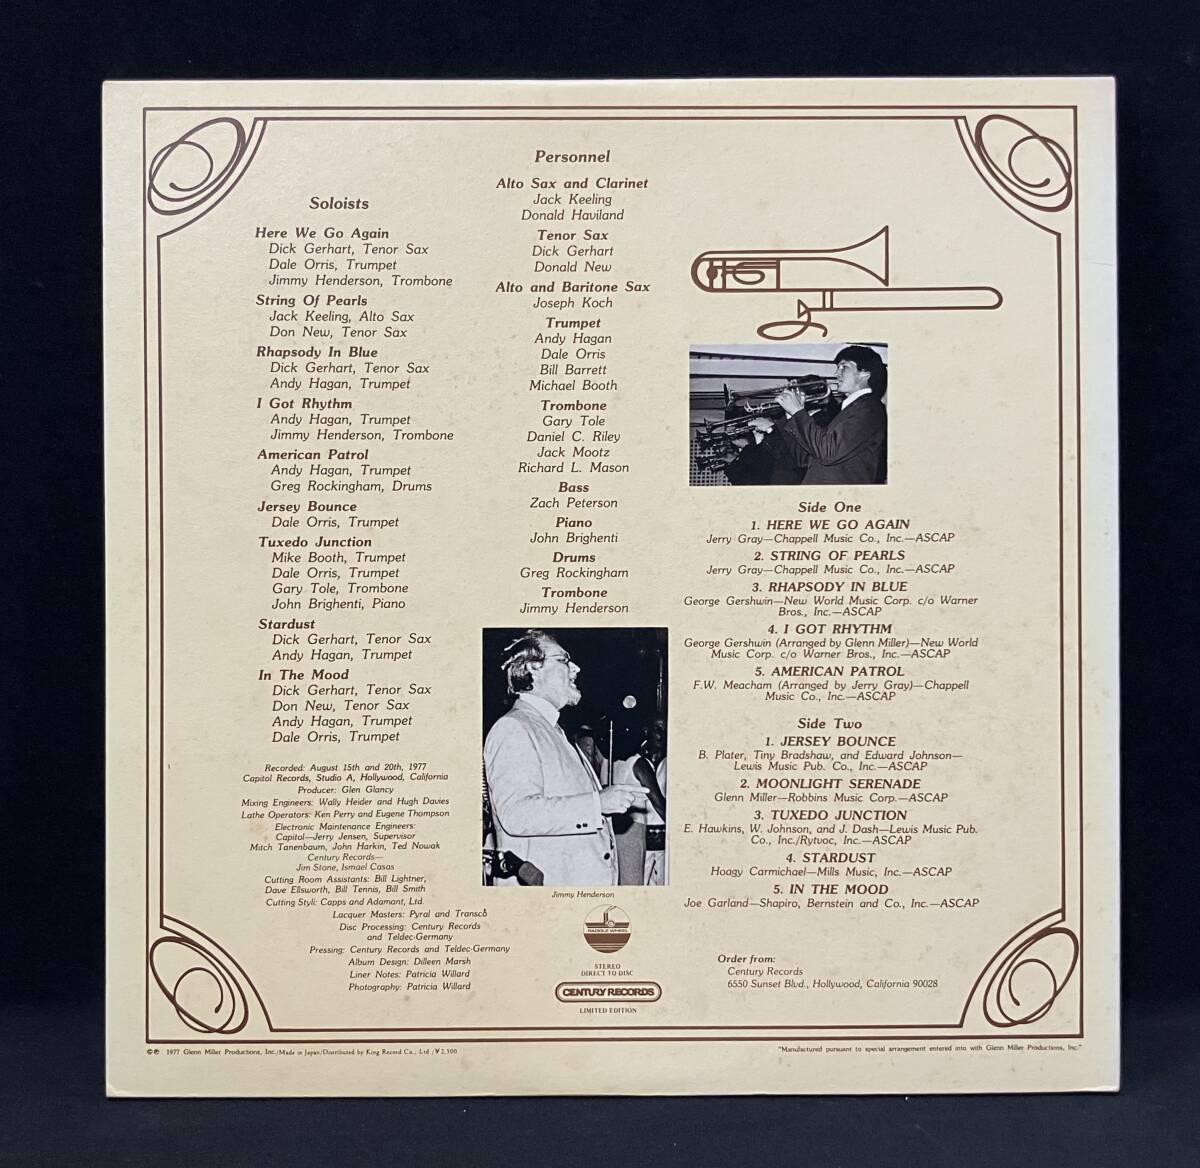 Soloists
Here We Go Again
Dick Gerhart, Tenor Sax
Dale Orris, Trumpet
Jimmy Henderson, Trombone
String Of Pearls
Jack Keeling, Alto Sax
Don New, Tenor Sax
Rhapsody In Blue
Dick Gerhart, Tenor Sax
Andy Hagan, Trumpet
I Got Rhythm
Andy Hagan, Trumpet
Jimmy Henderson, Trombone
American Patrol
Andy Hagan, Trumpet
Greg Rockingham, Drums
Jersey Bounce
Dale Orris, Trumpet
Tuxedo Junction
Mike Booth, Trumpet
Dale Orris, Trumpet
Gary Tole, Trombone
John Brighenti, Piano
Stardust
Dick Gerhart, Tenor Sax
Andy Hagan, Trumpet
In The Mood
Dick Gerhart, Tenor Sax
Don New, Tenor Sax
Andy Hagan, Trumpet
Dale Orris, Trumpet
Recorded: August 15th and 20th, 1977
Capitol Records, Studio A, Hollywood, California
Producer: Glen Glancy
Mixing Engineers: Wally Heider and Hugh Davies
Lathe Operators: Ken Perry and Eugene Thompson
Electronic Maintenance Engineers:
Capitol—Jerry Jensen, Supervisor
Mitch Tanenbaum, John Harkin, Ted Nowak
Century Records—
Jim Stone, Ismael Casas
Cutting Room Assistants: Bill Lightner,
Dave Ellsworth, Bill Tennis, Bill Smith
Cutting Styli: Capps and Adamant, Ltd.
Lacquer Masters: Pyral and Transco
Disc Processing: Century Records
and Teldec-Germany
Pressing: Century Records and Teldec-Germany
Album Design: Dilleen Marsh
Liner Notes: Patricia Willard
Photography: Patricia Willard
Personnel
Alto Sax and Clarinet
Jack Keeling
Donald Haviland
Tenor Sax
Dick Gerhart
Donald New
Alto and Baritone Sax
Joseph Koch
Trumpet
Andy Hagan
Dale Orris
Bill Barrett
Michael Booth
Trombone
Gary Tole
Daniel C. Riley
Jack Mootz
Richard L. Mason
Bass
Zach Peterson
Piano
John Brighenti
Drums
Greg Rockingham
Trombone
Jimmy Henderson
Jimmy Henderson
RADDLE WHEEL
STEREO
DIRECT TO DISC
CENTURY RECORDS
LIMITED EDITION
Side One
1. HERE WE GO AGAIN
Jerry Gray—Chappell Music Co., Inc.—ASCAP
2. STRING OF PEARLS
Jerry Gray—Chappell Music Co., Inc.—ASCAP
3. RHAPSODY IN BLUE
George Gershwin—New World Music Corp. c/o Warner
Bros., Inc.—ASCAP
4. I GOT RHYTHM
George Gershwin (Arranged by Glenn Miller)—New World
Music Corp. c/o Warner Bros., Inc.—ASCAP
5. AMERICAN PATROL
F.W. Meacham (Arranged by Jerry Gray)—Chappell
Music Co., Inc.—ASCAP
Side Two
1. JERSEY BOUNCE
B. Plater, Tiny Bradshaw, and Edward Johnson—
Lewis Music Pub. Co., Inc.—ASCAP
2. MOONLIGHT SERENADE
Glenn Miller—Robbins Music Corp.—ASCAP
3. TUXEDO JUNCTION
E. Hawkins, W. Johnson, and J. Dash—Lewis Music Pub.
Co., Inc./Rytvoc, Inc.—ASCAP
4. STARDUST
Hoagy Carmichael—Mills Music, Inc.—ASCAP
5. IN THE MOOD
Joe Garland—Shapiro, Bernstein and Co., Inc.—ASCAP
Order from:
Century Records
6550 Sunset Blvd., Hollywood, California 90028
©℗ 1977 Glenn Miller Productions, Inc./Made in Japan/Distributed by King Record Co., Ltd./¥2,500
"Manufactured pursuant to special arrangement entered into with Glenn Miller Productions, Inc."